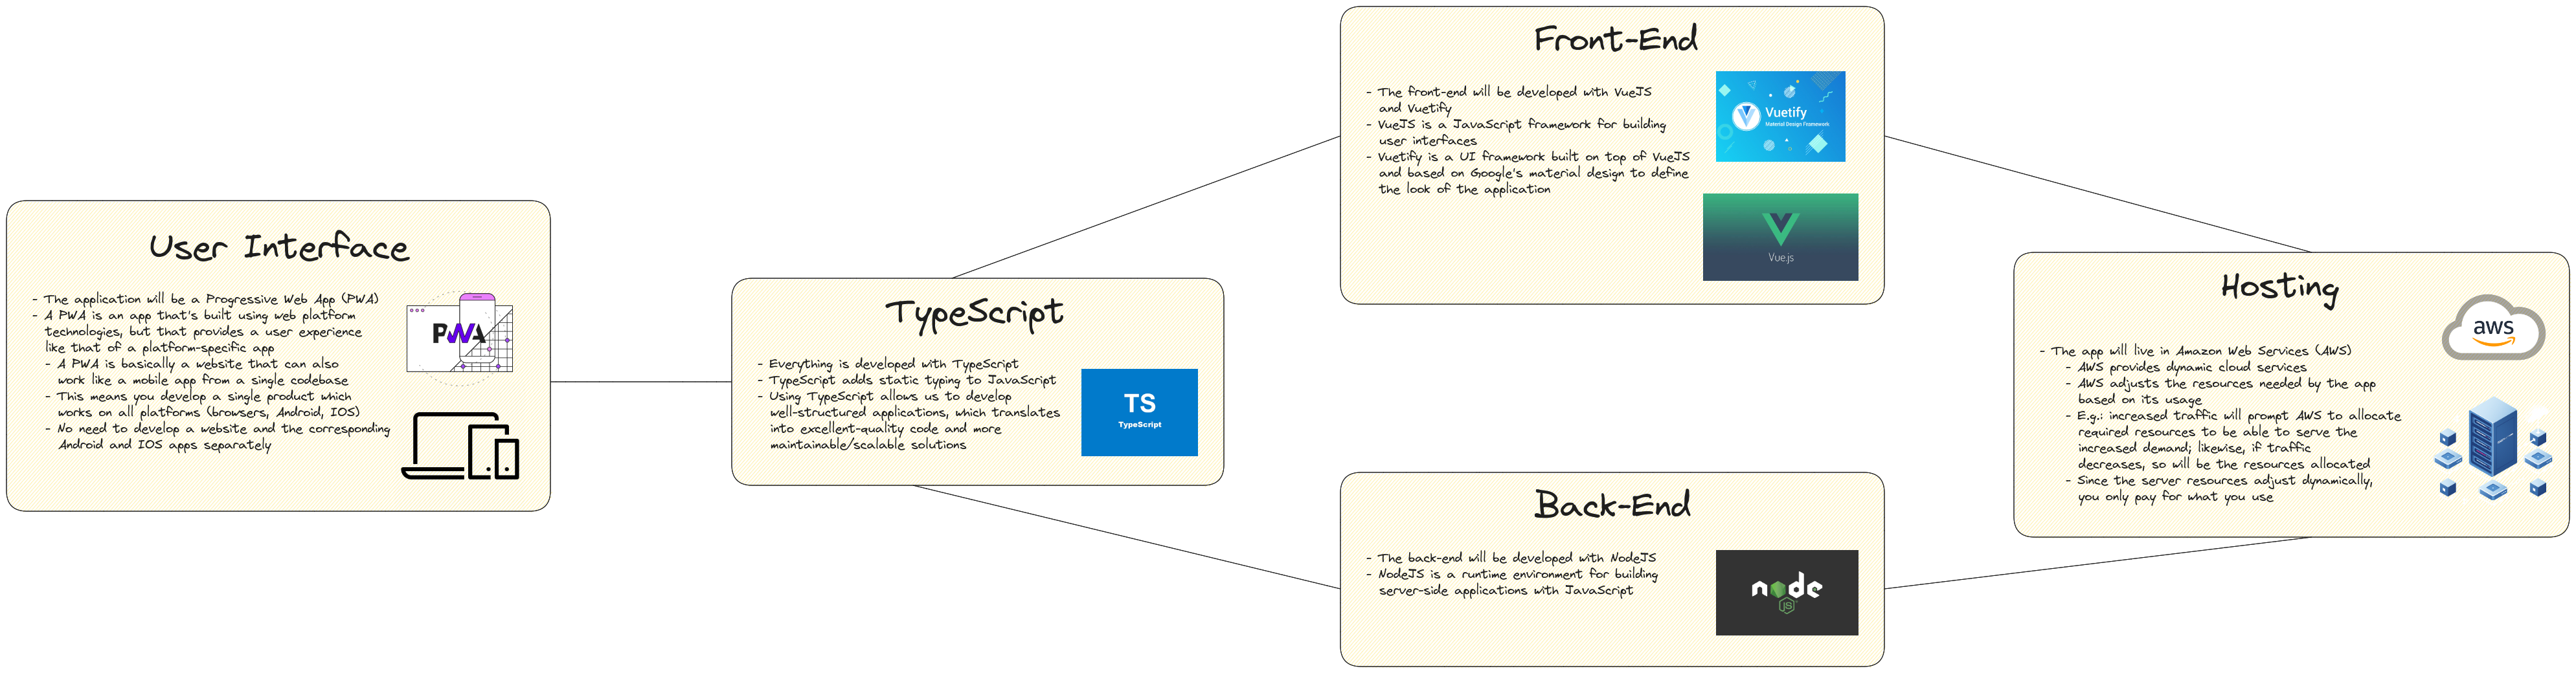 User Interface
- The application will be a Progressive Web App (PWA)
- A PWA is an app that's built using web platform
technologies, but that provides a user experience
like that of a platform-specific app
- A PWA is basically a website that can also
work like a mobile app from a single codebase
- This means you develop a single product which
works on all platforms (browsers, Android, IOS)
- No need to develop a website and the corresponding
Android and IOS apps separately
PWA
TypeScript
- Everything is developed with TypeScript
- TypeScript adds static typing to JavaScript
- Using TypeScript allows us to develop
well-structured applications, which translates
into excellent-quality code and more
maintainable/scalable solutions
TS
TypeScript
Front-End
- The front-end will be developed with VueJS
and Vuetify
- VueJS is a JavaScript framework for building
user interfaces
- Vuetify is a UI framework built on top of VueJS
and based on Google's material design to define
the look of the application
Vuetify
Material Design Framework
Vue.js
Back-End
- The back-end will be developed with NodeJS
- NodeJS is a runtime environment for building
server-side applications with JavaScript
node
JS
Hosting
- The app will live in Amazon Web Services (AWS)
- AWS provides dynamic cloud services
- AWS adjusts the resources needed by the app
based on its usage
- E.g.: increased traffic will prompt AWS to allocate
required resources to be able to serve the
increased demand; likewise, if traffic
decreases, so will be the resources allocated
- Since the server resources adjust dynamically,
you only pay for what you use
aws